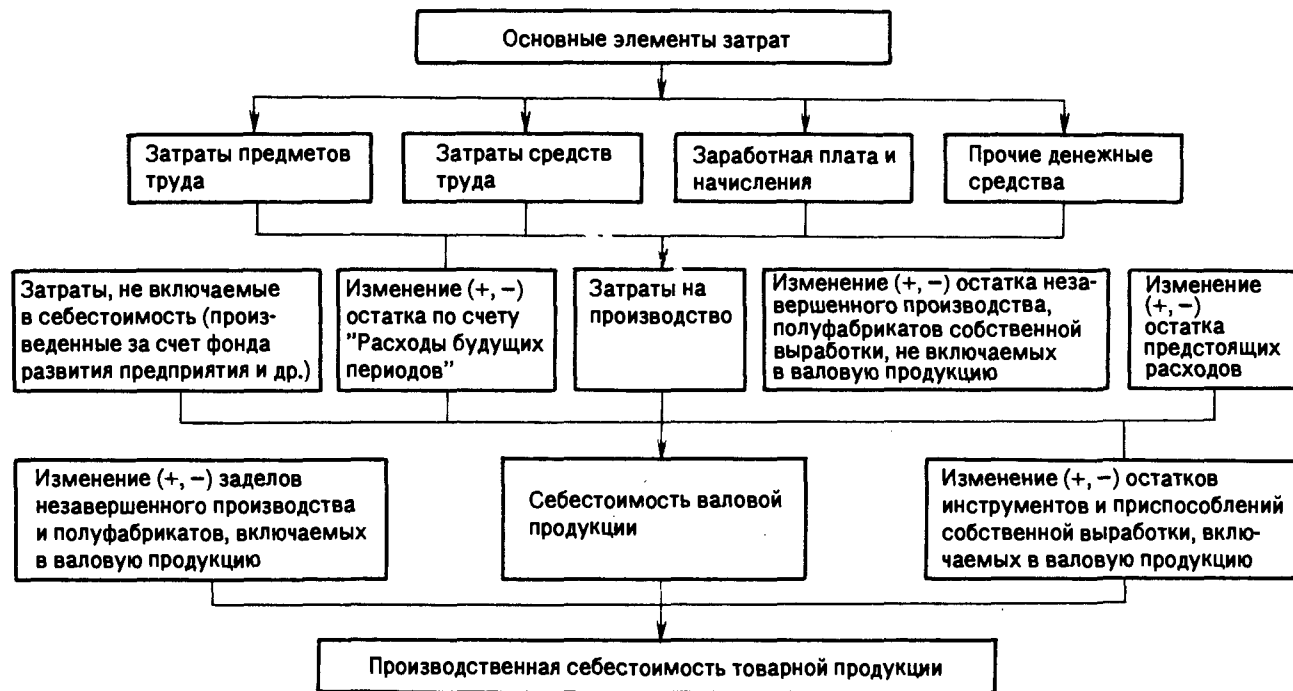 Основные элементы затрат
Затраты предметов
труда
Затраты средств
труда
Заработная плата и
начисления
Прочие денежные
средства
Затраты, не включаемые
в себестоимость (произ-
веденные за счет фонда
развития предприятия и др.)
Изменение (+, −)
остатка по счету
"Расходы будущих
периодов"
Затраты на
производство
Изменение (+, −) остатка неза-
вершенного производства,
полуфабрикатов собственной
выработки, не включаемых
в валовую продукцию
Изменение
(+, −)
остатка
предстоящих
расходов
Изменение (+, −) заделов
незавершенного производства
и полуфабрикатов, включаемых
в валовую продукцию
Себестоимость валовой
продукции
Изменение (+, −) остатков
инструментов и приспособлений
собственной выработки, вклю-
чаемых в валовую продукцию
Производственная себестоимость товарной продукции